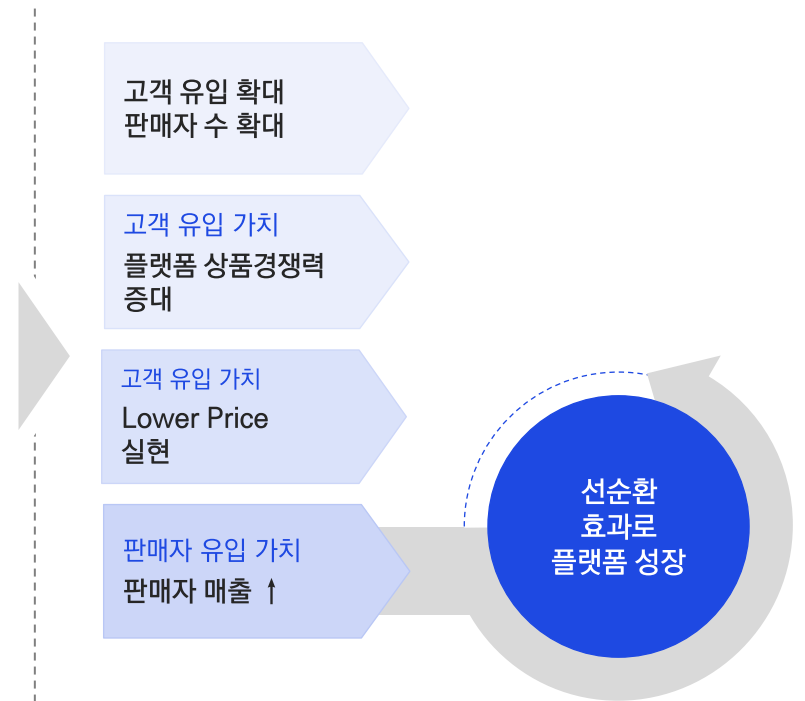 고객 유입 확대
판매자 수 확대
고객 유입 가치
플랫폼 상품경쟁력
증대
고객 유입 가치
Lower Price
실현
판매자 유입 가치
판매자 매출 ↑
선순환
효과로
플랫폼 성장